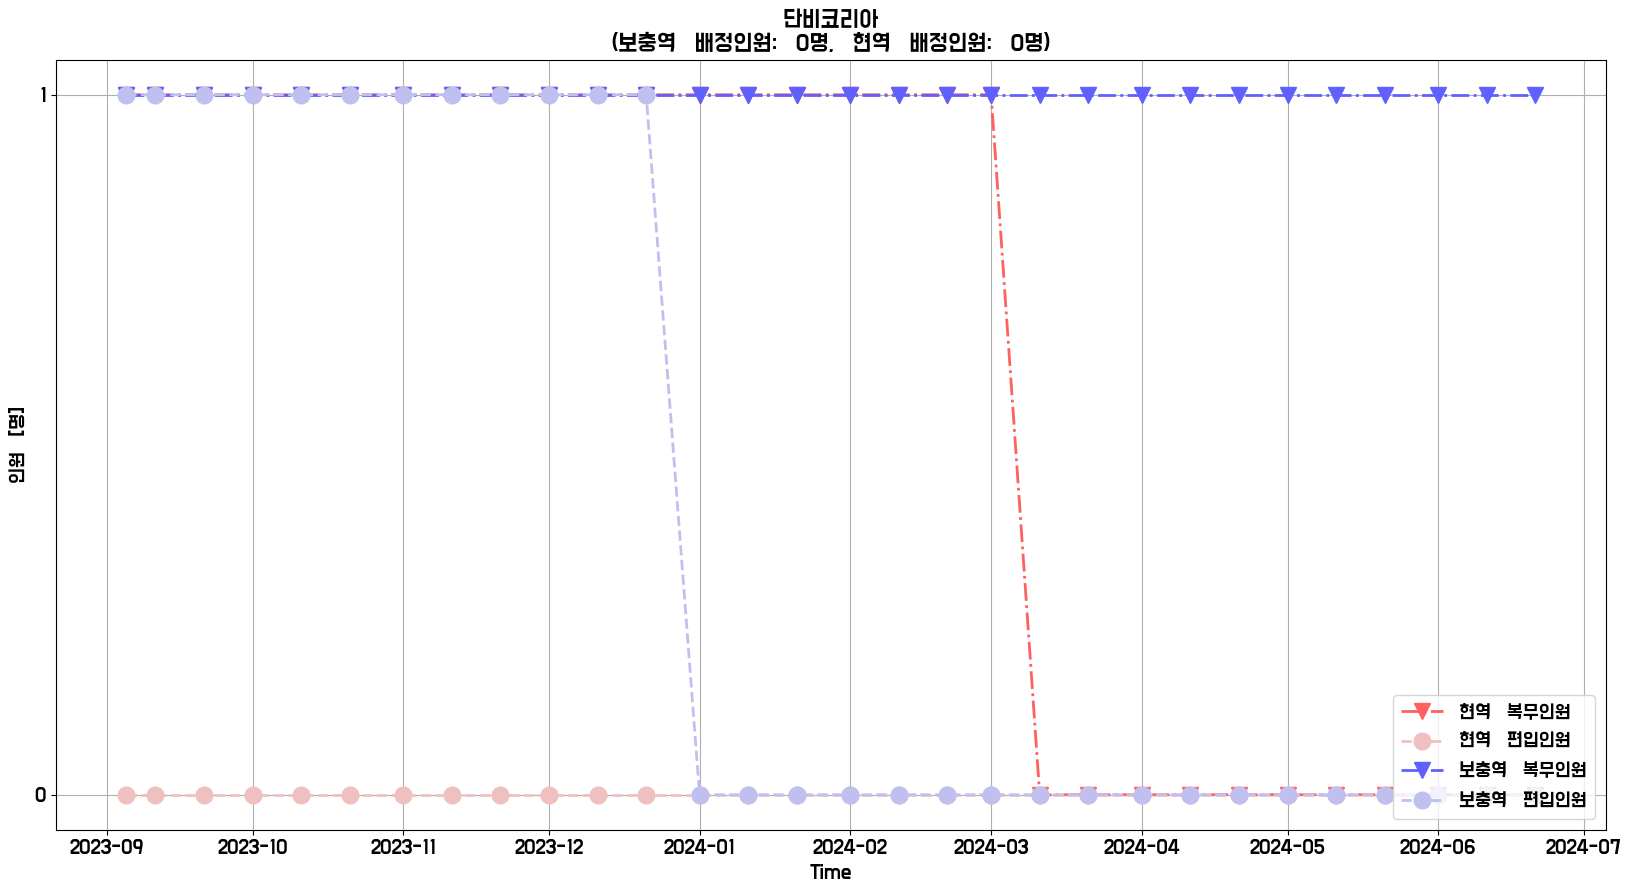 단비코리아
(보충역 배정인원: 0명, 현역 배정인원: 0명)
1
인원 [명]
0
현역 복무인원
현역 편입인원
보충역 복무인원
보충역 편입인원
2023-09 2023-10 2023-11 2023-12 2024-01 2024-02 2024-03 2024-04 2024-05 2024-06 2024-07
Time